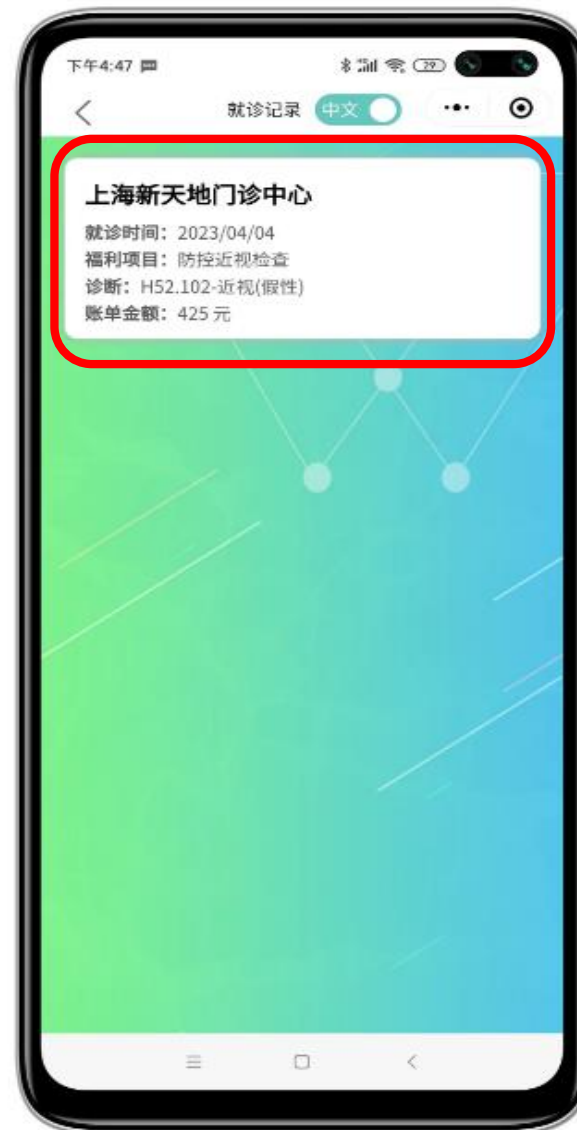 下午4:47
29
就诊记录 中文
上海新天地门诊中心
就诊时间：2023/04/04
福利项目：防控近视检查
诊断：H52.102-近视(假性)
账单金额：425 元